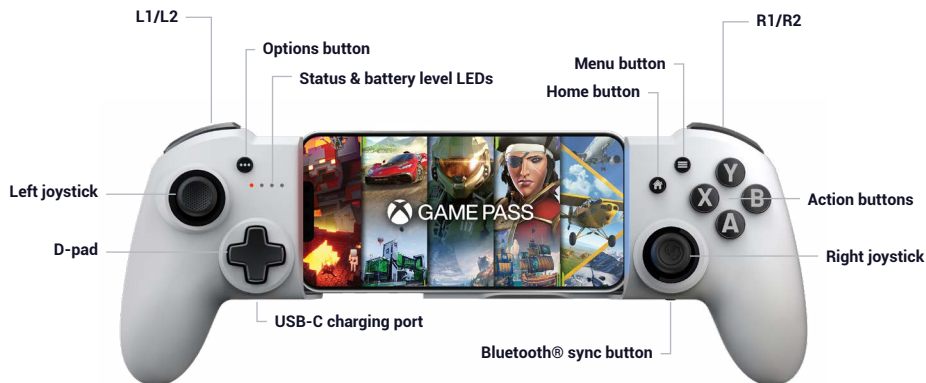 L1/L2
R1/R2
Options button
Menu button
Status & battery level LEDs
Home button
Left joystick
X
Y
B
A
Action buttons
GAME PASS
D-pad
Right joystick
USB-C charging port
Bluetooth® sync button